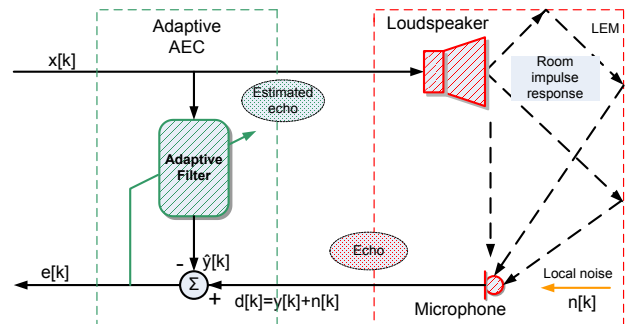 Adaptive
AEC
Loudspeaker
LEM
x[k]
Room
impulse
response
Estimated
echo
Adaptive
Filter
Echo
- ŷ[k]
e[k]
Σ
+
d[k]=y[k]+n[k]
Microphone
Local noise
n[k]